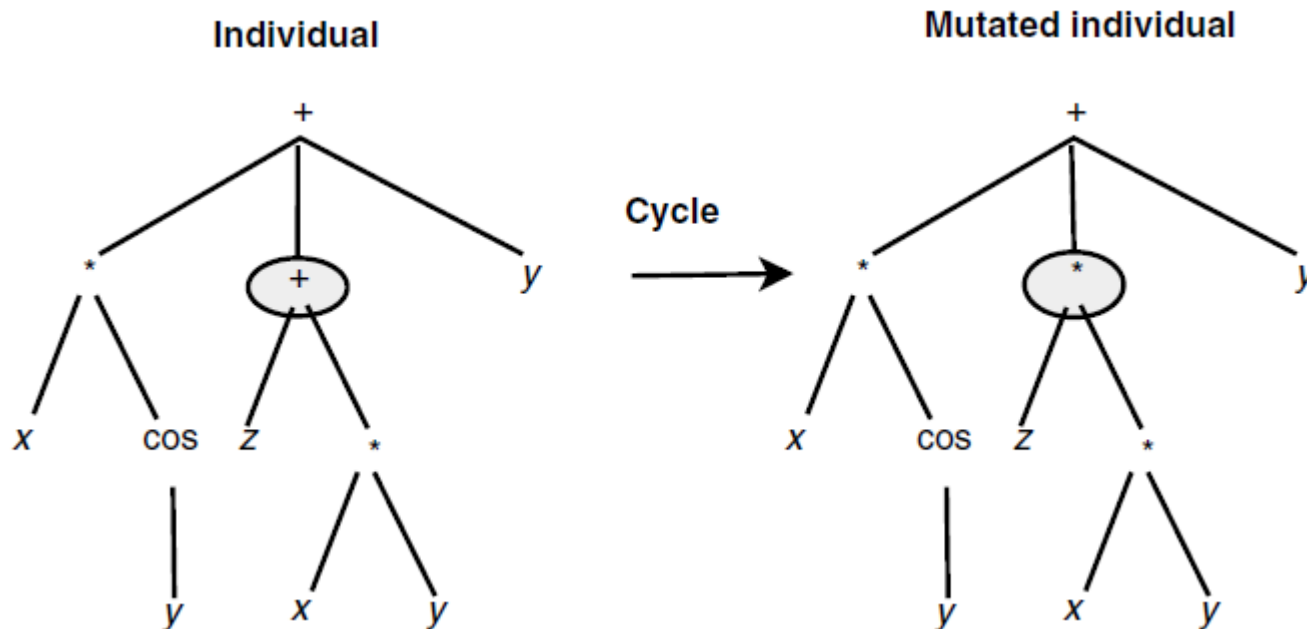 Individual
Mutated individual
+
+
Cycle
*
+
y
*
*
y
x
cos
z
*
x
cos
z
*
y
x
y
y
x
y